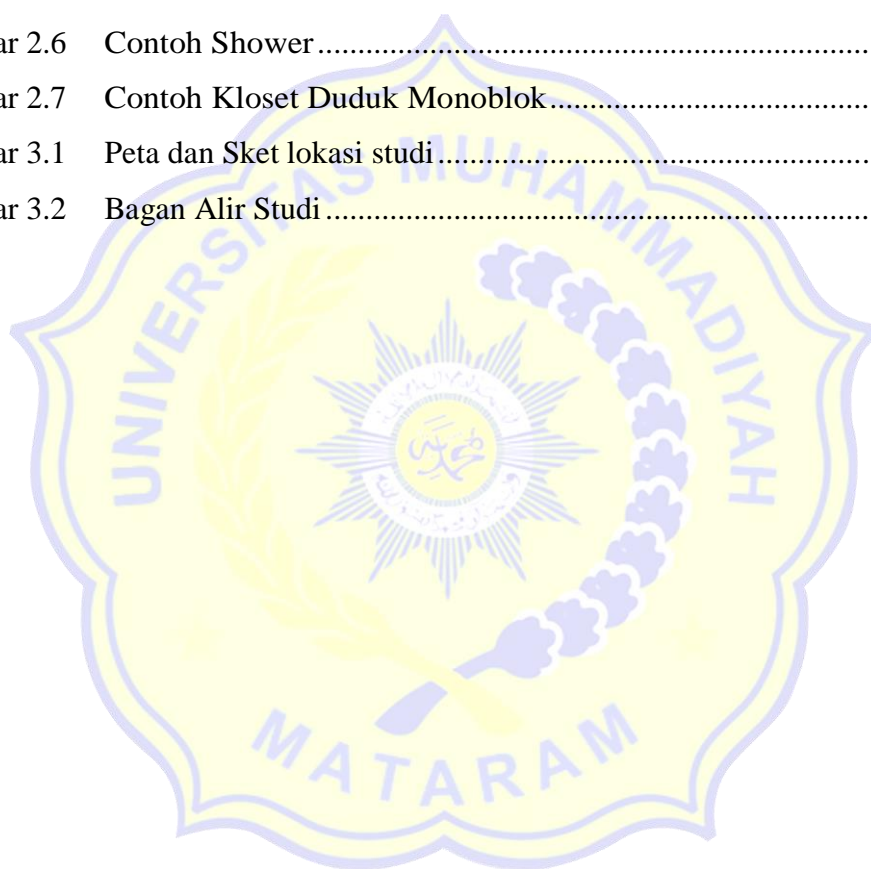 ar 2.6 Contoh Shower................................................................
ar 2.7 Contoh Kloset Duduk Monoblok........................................
ar 3.1 Peta dan Sket lokasi studi....................................................
ar 3.2 Bagan Alir Studi................................................................
UNIVERSITAS MUHAMMADIYAH
MATARAM